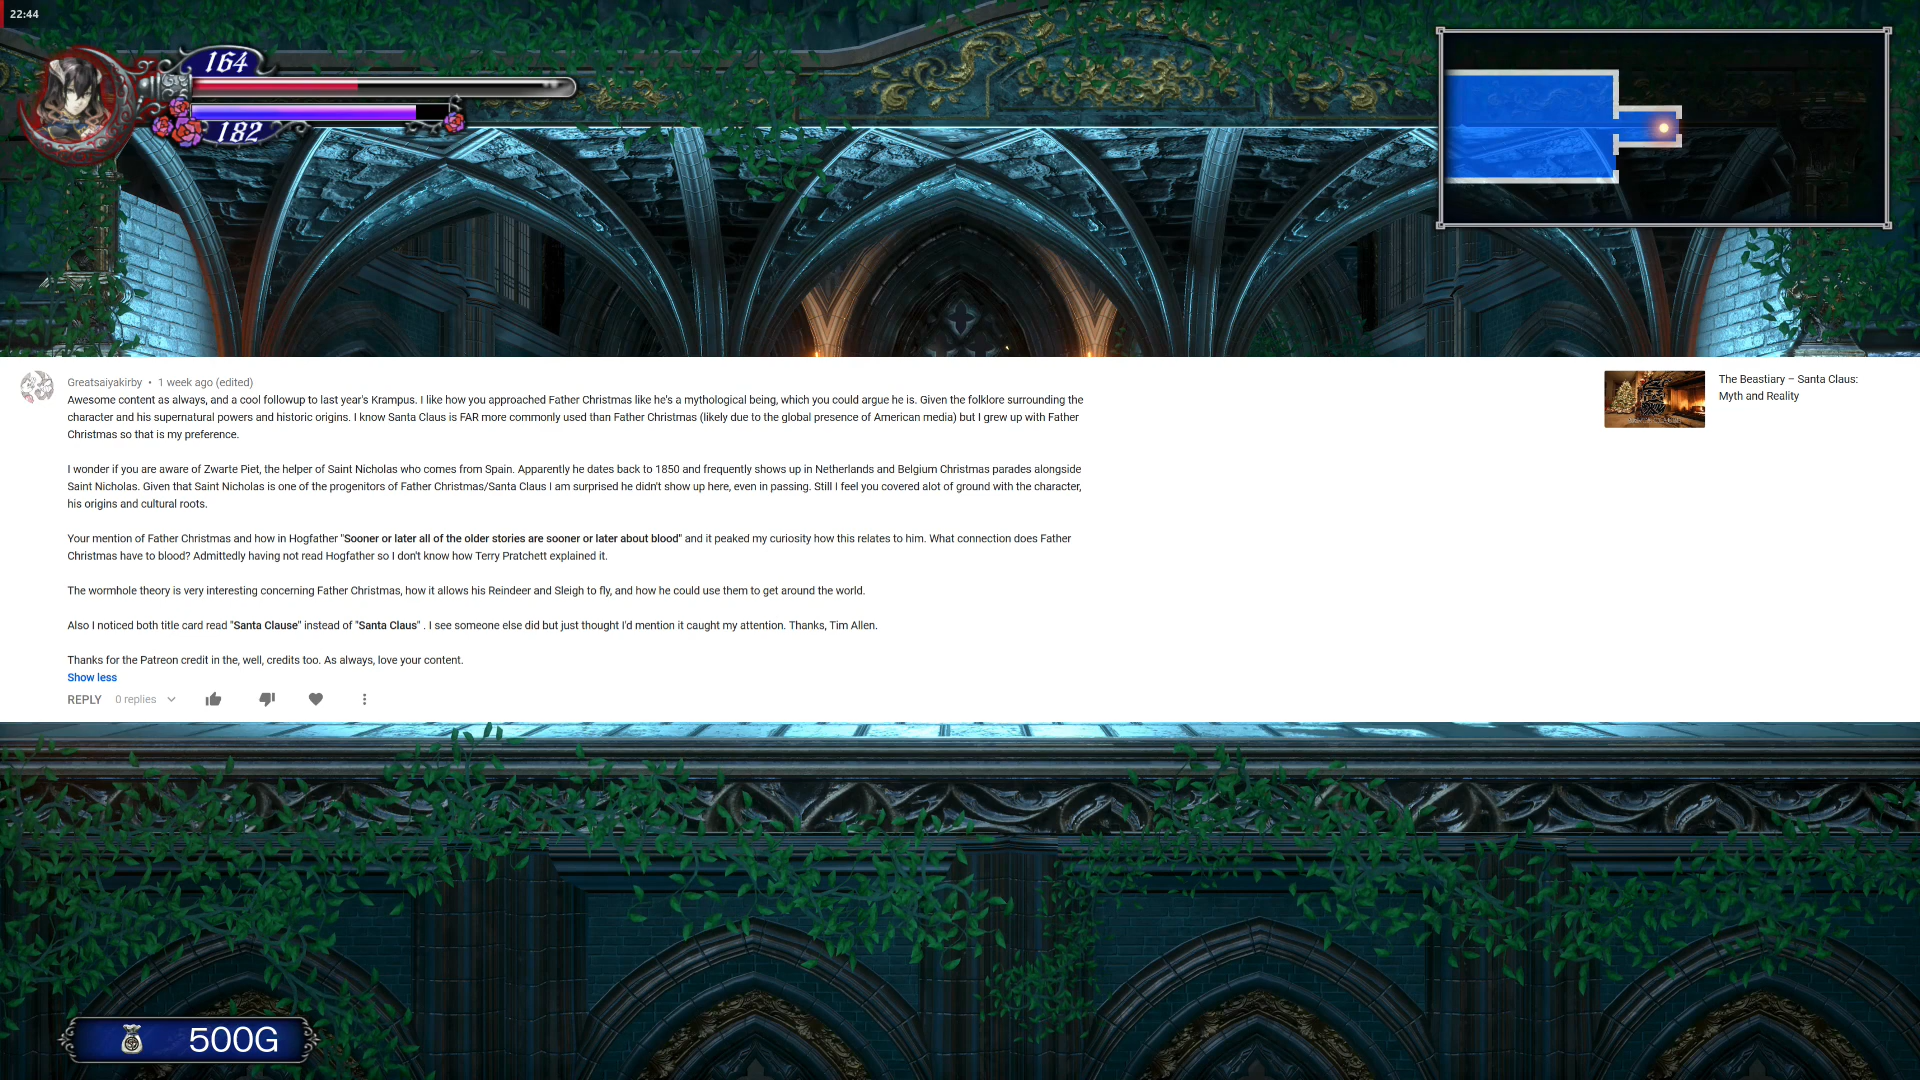 22:44
164
182
Greatsaiyakirby • 1 week ago (edited)
Awesome content as always, and a cool followup to last year's Krampus. I like how you approached Father Christmas like he's a mythological being, which you could argue he is. Given the folklore surrounding the
character and his supernatural powers and historic origins. I know Santa Claus is FAR more commonly used than Father Christmas (likely due to the global presence of American media) but I grew up with Father
Christmas so that is my preference.
I wonder if you are aware of Zwarte Piet, the helper of Saint Nicholas who comes from Spain. Apparently he dates back to 1850 and frequently shows up in Netherlands and Belgium Christmas parades alongside
Saint Nicholas. Given that Saint Nicholas is one of the progenitors of Father Christmas/Santa Claus I am surprised he didn't show up here, even in passing. Still I feel you covered alot of ground with the character,
his origins and cultural roots.
Your mention of Father Christmas and how in Hogfather "Sooner or later all of the older stories are sooner or later about blood" and it peaked my curiosity how this relates to him. What connection does Father
Christmas have to blood? Admittedly having not read Hogfather so I don't know how Terry Pratchett explained it.
The wormhole theory is very interesting concerning Father Christmas, how it allows his Reindeer and Sleigh to fly, and how he could use them to get around the world.
Also I noticed both title card read "Santa Clause" instead of "Santa Claus" . I see someone else did but just thought I'd mention it caught my attention. Thanks, Tim Allen.
Thanks for the Patreon credit in the, well, credits too. As always, love your content.
Show less
REPLY 0 replies
The Beastiary – Santa Claus:
Myth and Reality
500G